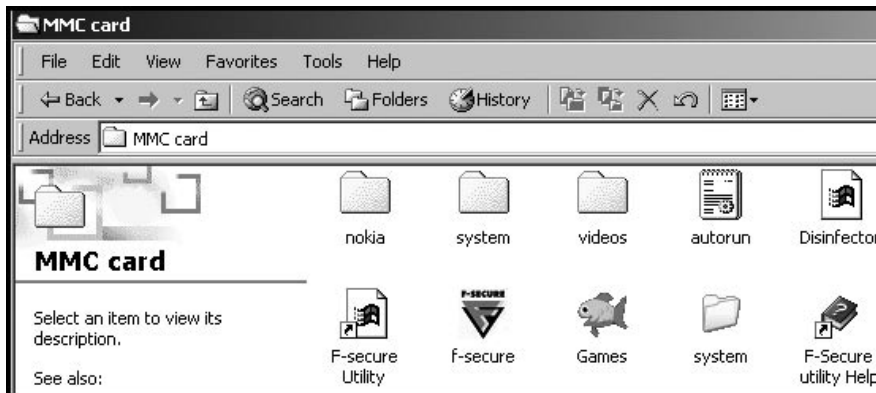 MMC card
File Edit View Favorites Tools Help
Back Search Folders History
Address MMC card
nokia system videos autorun Disinfector
MMC card
Select an item to view its
description.
See also:
F-SECURE
F-secure f-secure Games system F-Secure
Utility utility Help